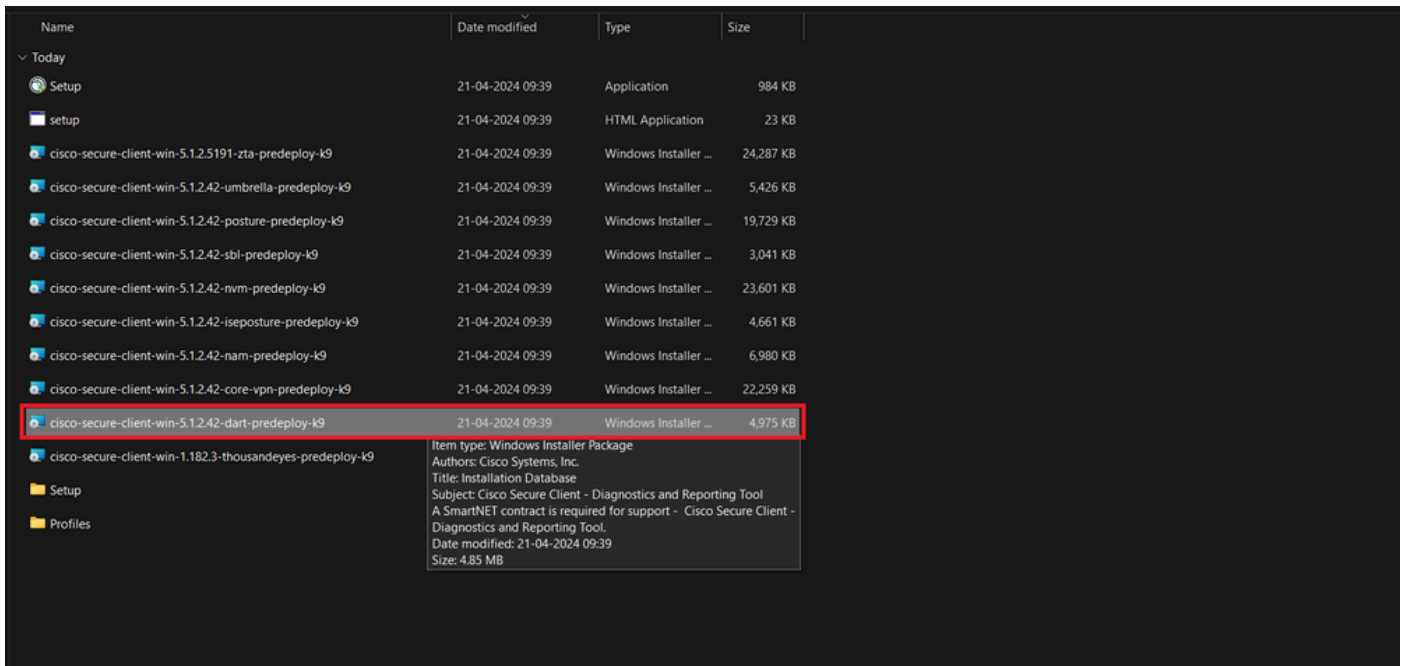 Name Date modified Type Size
Today
Setup 21-04-2024 09:39 Application 984 KB
setup 21-04-2024 09:39 HTML Application 23 KB
cisco-secure-client-win-5.1.2.5191-zta-predeploy-k9 21-04-2024 09:39 Windows Installer ... 24,287 KB
cisco-secure-client-win-5.1.2.42-umbrella-predeploy-k9 21-04-2024 09:39 Windows Installer ... 5,426 KB
cisco-secure-client-win-5.1.2.42-posture-predeploy-k9 21-04-2024 09:39 Windows Installer ... 19,729 KB
cisco-secure-client-win-5.1.2.42-sbl-predeploy-k9 21-04-2024 09:39 Windows Installer ... 3,041 KB
cisco-secure-client-win-5.1.2.42-nvm-predeploy-k9 21-04-2024 09:39 Windows Installer ... 23,601 KB
cisco-secure-client-win-5.1.2.42-iseposture-predeploy-k9 21-04-2024 09:39 Windows Installer ... 4,661 KB
cisco-secure-client-win-5.1.2.42-nam-predeploy-k9 21-04-2024 09:39 Windows Installer ... 6,980 KB
cisco-secure-client-win-5.1.2.42-core-vpn-predeploy-k9 21-04-2024 09:39 Windows Installer ... 22,259 KB
cisco-secure-client-win-5.1.2.42-dart-predeploy-k9 21-04-2024 09:39 Windows Installer ... 4,975 KB
cisco-secure-client-win-1.182.3-thousandeyes-predeploy-k9
Setup
Profiles
Item type: Windows Installer Package
Authors: Cisco Systems, Inc.
Title: Installation Database
Subject: Cisco Secure Client - Diagnostics and Reporting Tool
A SmartNET contract is required for support - Cisco Secure Client -
Diagnostics and Reporting Tool.
Date modified: 21-04-2024 09:39
Size: 4.85 MB